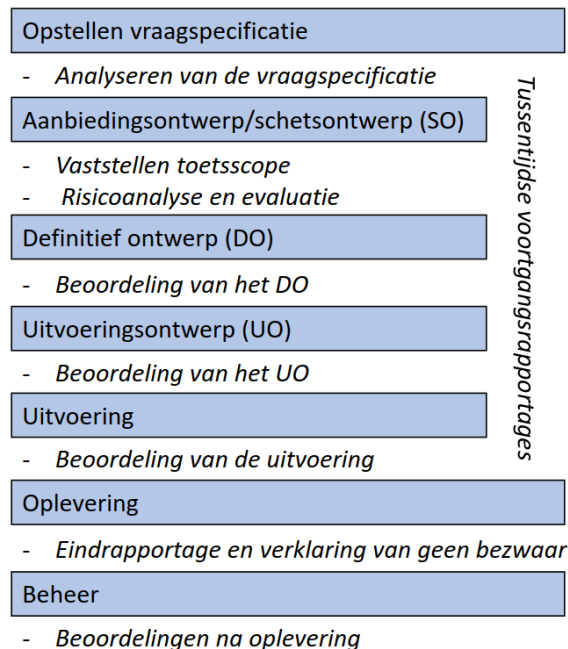 Opstellen vraagspecificatie
- Analyseren van de vraagspecificatie
Aanbiedingsontwerp/schetsontwerp (SO)
- Vaststellen toetsscope
- Risicoanalyse en evaluatie
Definitief ontwerp (DO)
- Beoordeling van het DO
Uitvoeringsontwerp (UO)
- Beoordeling van het UO
Uitvoering
- Beoordeling van de uitvoering
Tussentijdse voortgangsrapportages
Oplevering
- Eindrapportage en verklaring van geen bezwaar
Beheer
- Beoordelingen na oplevering